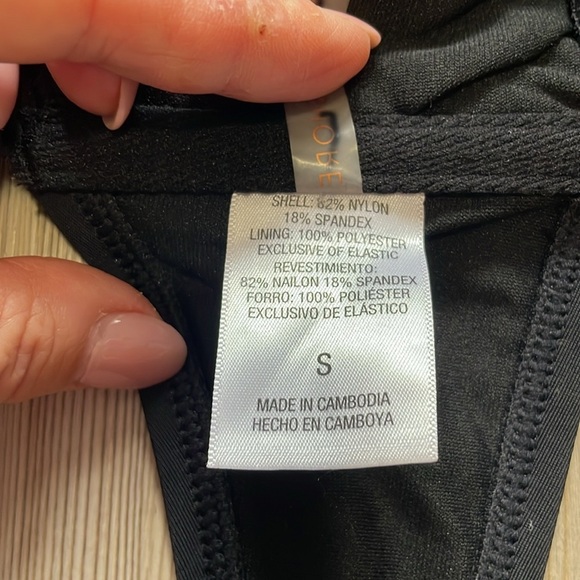 SHELL: 82% NYLON
18% SPANDEX
LINING: 100% POLYESTER
EXCLUSIVE OF ELASTIC
REVESTIMIENTO:
82% NAILON 18% SPANDEX
FORRO: 100% POLIÉSTER
EXCLUSIVO DE ELÁSTICO
S
MADE IN CAMBODIA
HECHO EN CAMBOYA